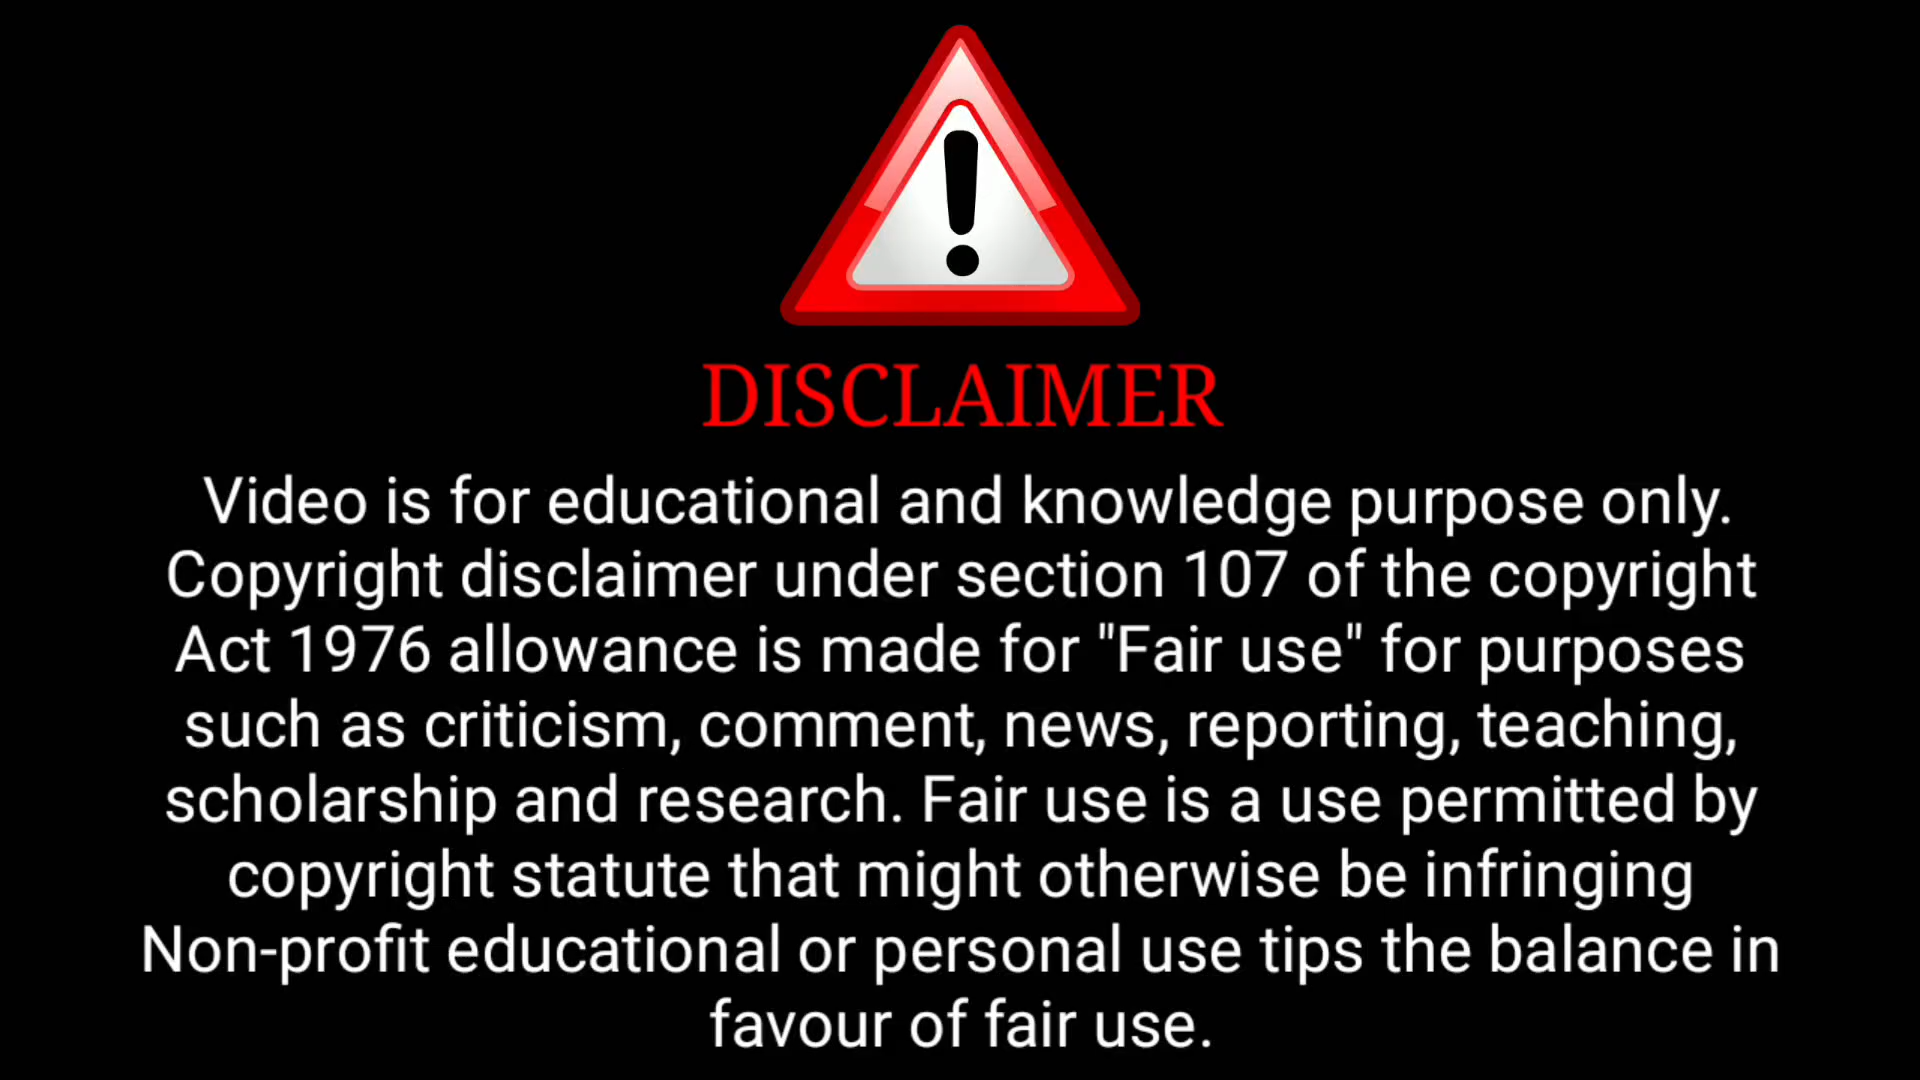 DISCLAIMER
Video is for educational and knowledge purpose only.
Copyright disclaimer under section 107 of the copyright
Act 1976 allowance is made for "Fair use" for purposes
such as criticism, comment, news, reporting, teaching,
scholarship and research. Fair use is a use permitted by
copyright statute that might otherwise be infringing
Non-profit educational or personal use tips the balance in
favour of fair use.